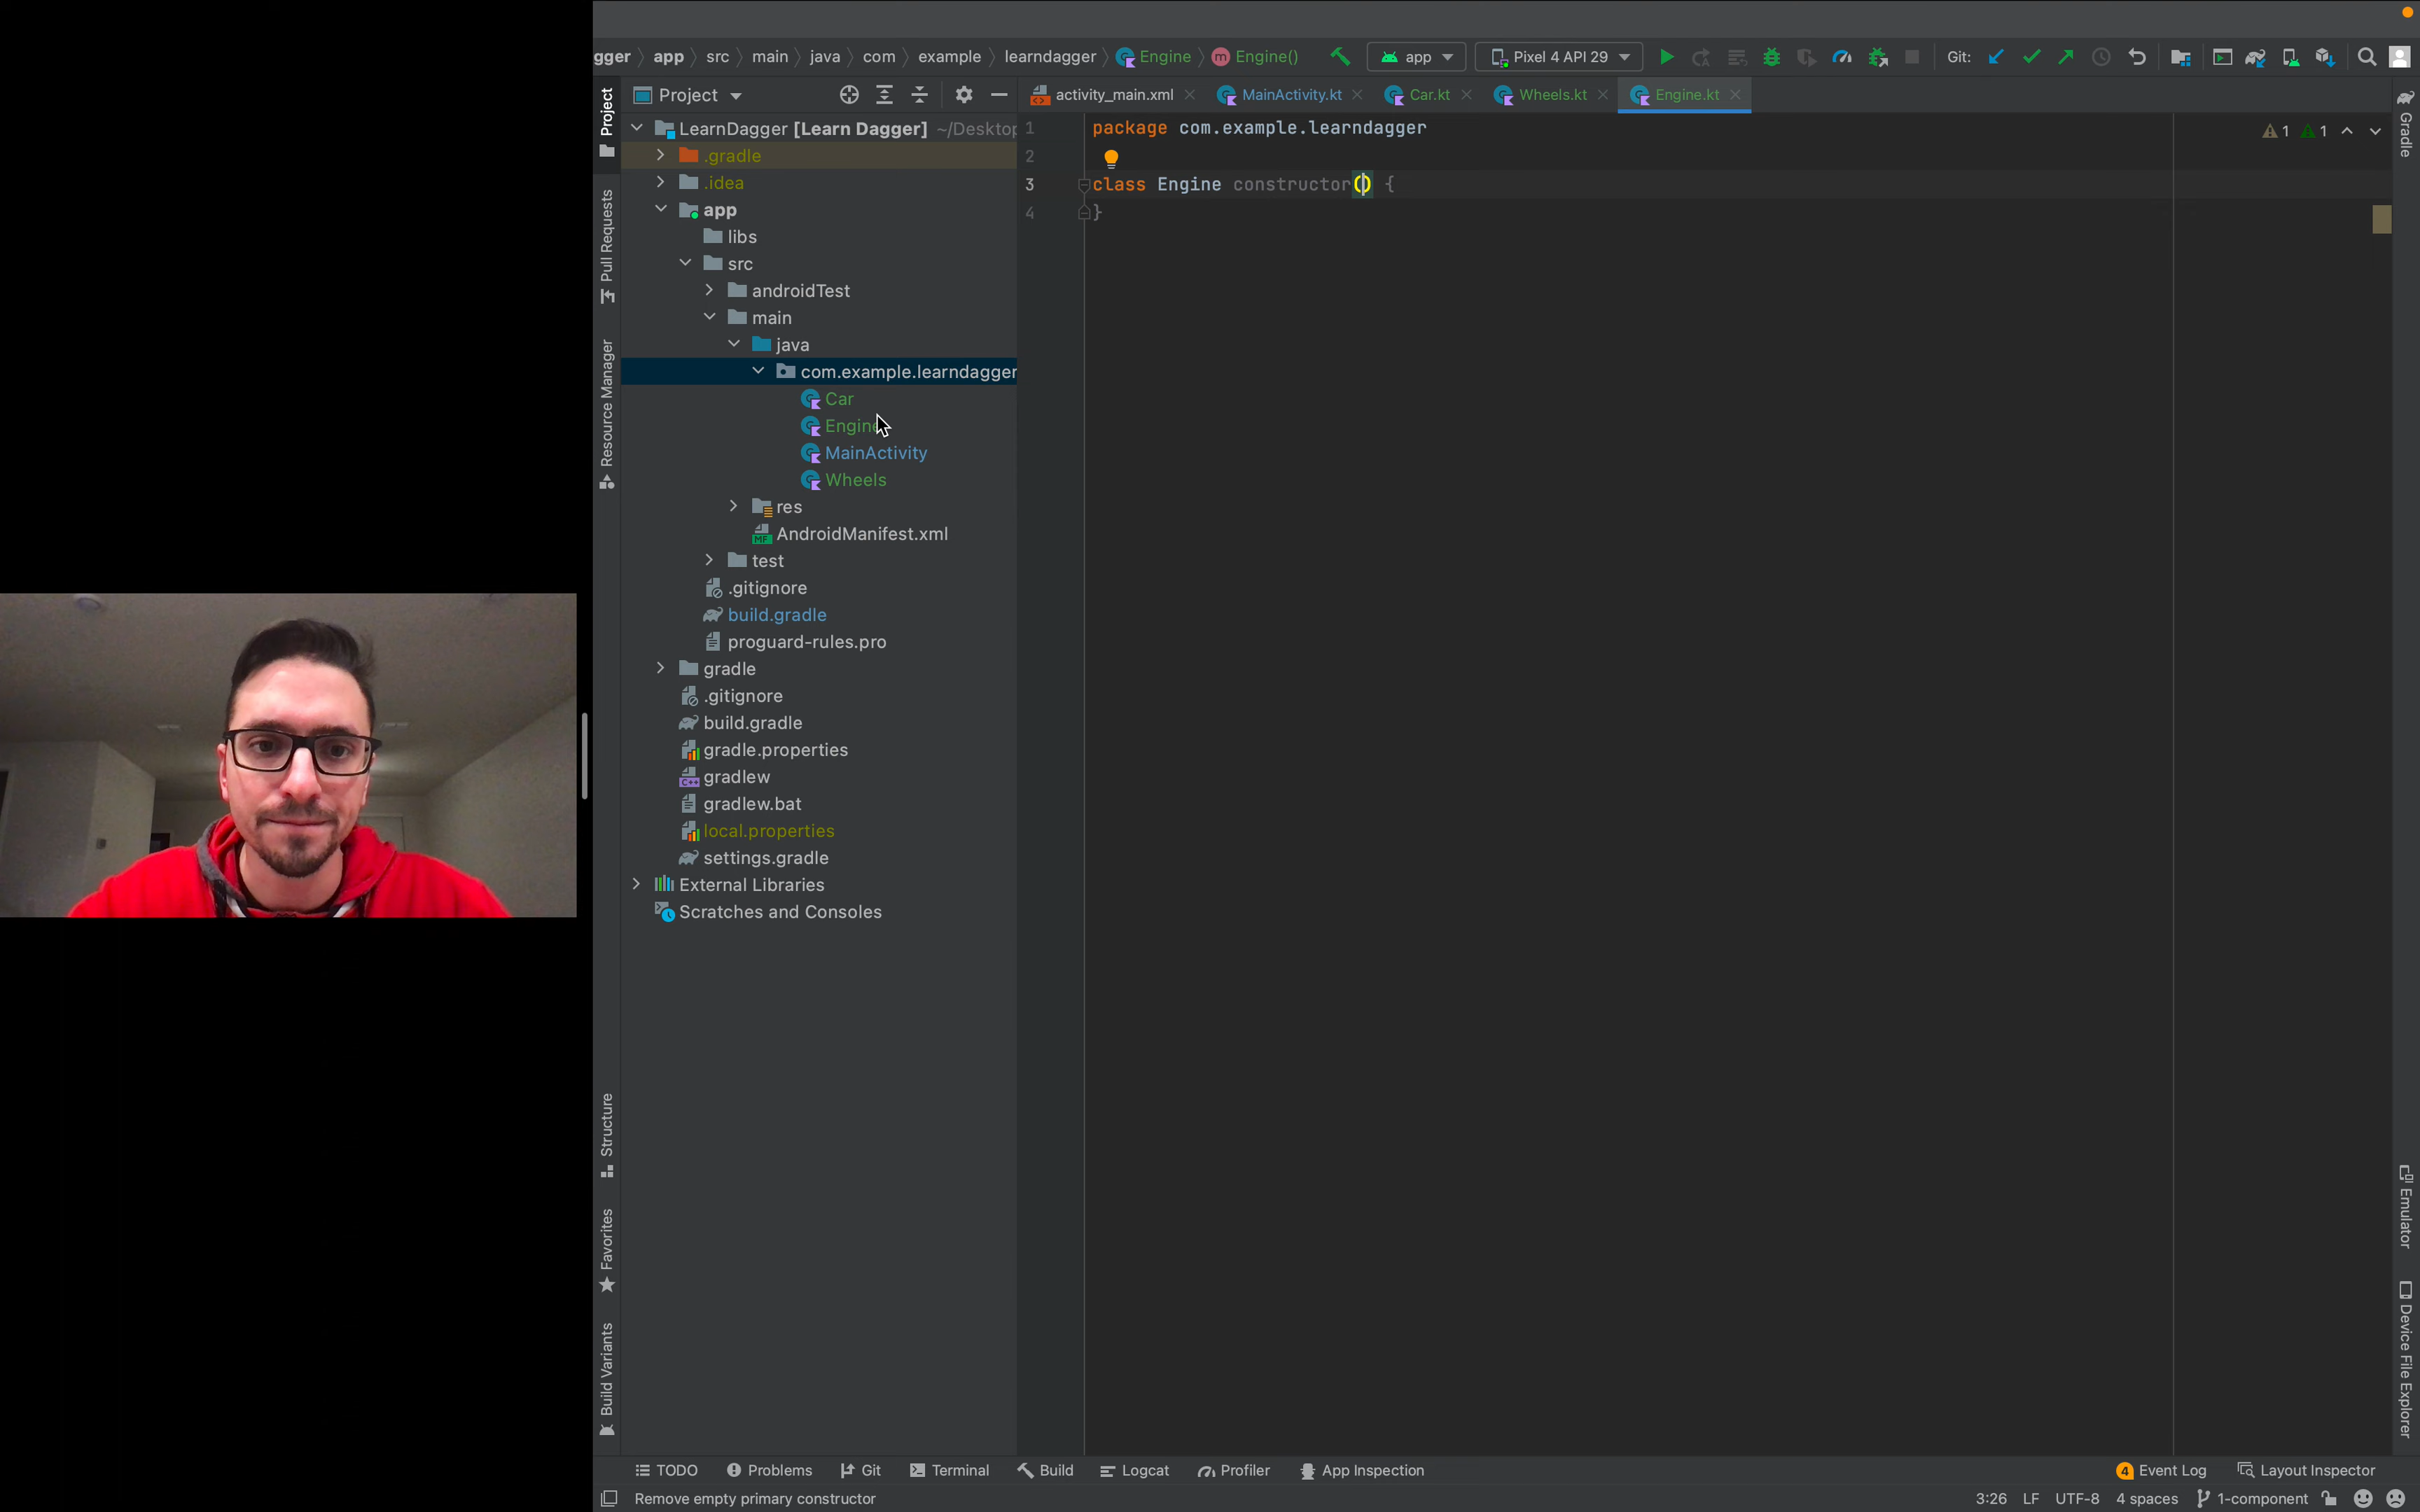 gger app src main java com example learndagger Engine Engine() app Pixel 4 API 29 Git:
Project
activity_main.xml MainActivity.kt Car.kt Wheels.kt Engine.kt
Project
Pull Requests
Resource Manager
Structure
Favorites
Build Variants
LearnDagger [Learn Dagger] ~/Desktop
.gradle
.idea
app
libs
src
androidTest
main
java
com.example.learndagger
Car
Engine
MainActivity
Wheels
res
AndroidManifest.xml
test
.gitignore
build.gradle
proguard-rules.pro
gradle
.gitignore
build.gradle
gradle.properties
gradlew
gradlew.bat
local.properties
settings.gradle
External Libraries
Scratches and Consoles
1 package com.example.learndagger
2
3 class Engine constructor() {
4 }
1 1
Gradle
Emulator
Device File Explorer
TODO Problems Git Terminal Build Logcat Profiler App Inspection 4 Event Log Layout Inspector
Remove empty primary constructor 3:26 LF UTF-8 4 spaces 1-component